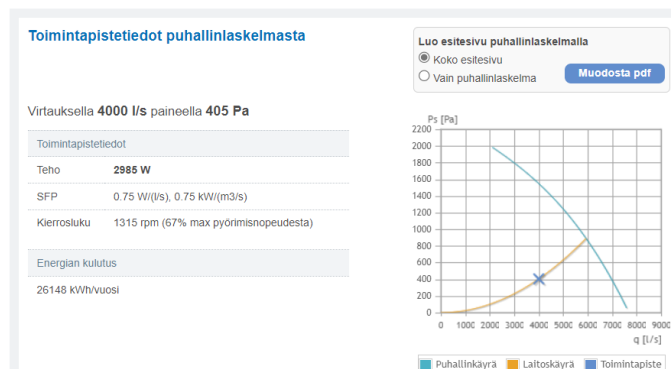 Toimintapistetiedot puhallinlaskelmasta
Luo esitesivu puhallinlaskelmalla
Koko esitesivu
Vain puhallinlaskelma
Muodosta pdf
Virtauksella 4000 l/s paineella 405 Pa
Toimintapistetiedot
Teho 2985 W
SFP 0.75 W/(l/s), 0.75 kW/(m3/s)
Kierrosluku 1315 rpm (67% max pyörimisnopeudesta)
Energian kulutus
26148 kWh/vuosi
Ps [Pa]
2200
2000
1800
1600
1400
1200
1000
800
600
400
200
0
0 1000 2000 3000 4000 5000 6000 7000 8000 9000
q [l/s]
Puhallinkäyrä Laitoskäyrä Toimintapiste